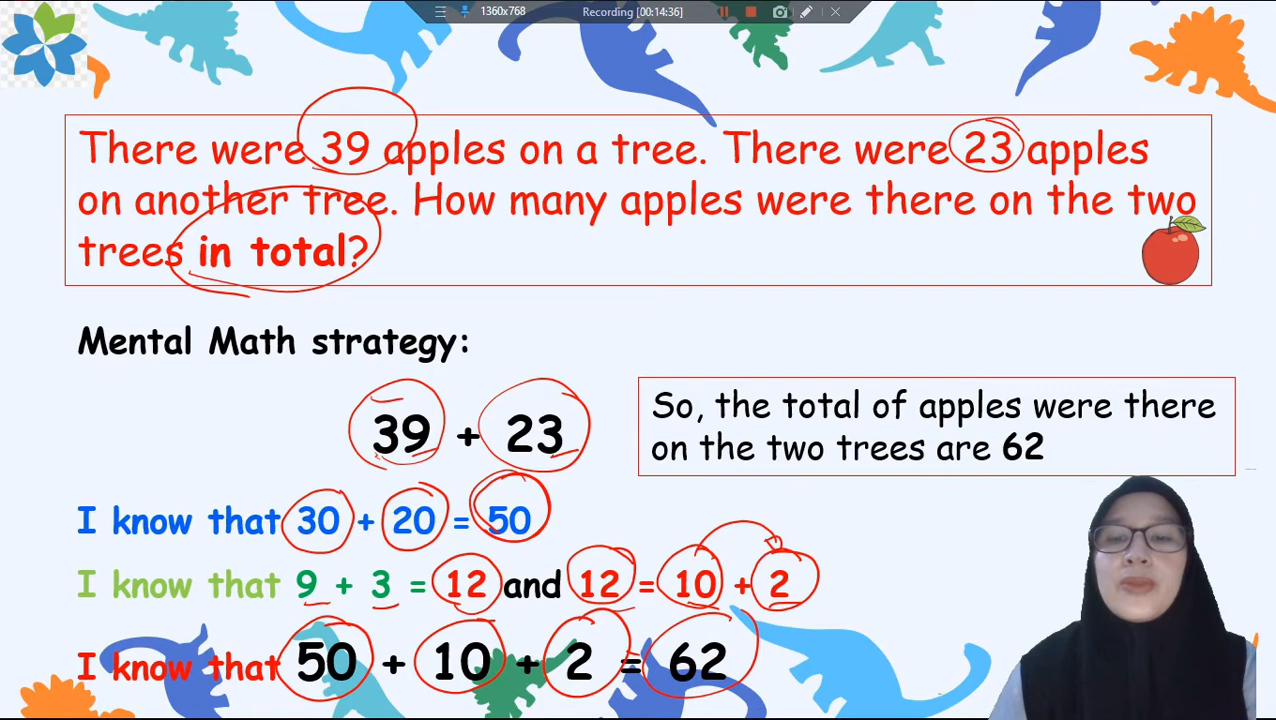 1360x768
Recording [00:14:36]
There were 39 apples on a tree. There were 23 apples
on another tree. How many apples were there on the two
trees in total?
Mental Math strategy:
39 + 23
So, the total of apples were there
on the two trees are 62
I know that 30 + 20 = 50
I know that 9 + 3 = 12 and 12 = 10 + 2
I know that 50 + 10 + 2 = 62